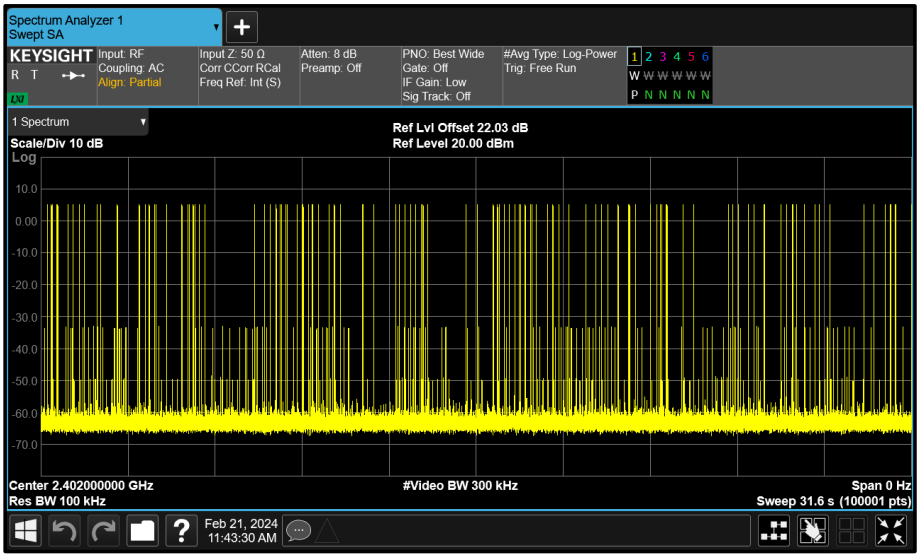 Spectrum Analyzer 1
Swept SA
+
KEYSIGHT Input: RF Input Z: 50 Ω Atten: 8 dB PNO: Best Wide #Avg Type: Log-Power 1 2 3 4 5 6
R T Coupling: AC Corr CCorr RCal Preamp: Off Gate: Off Trig: Free Run W W W W W W
Align: Partial Freq Ref: Int (S) IF Gain: Low P N N N N N
LXI Sig Track: Off
1 Spectrum
Ref Lvl Offset 22.03 dB
Scale/Div 10 dB Ref Level 20.00 dBm
Log
10.0
0.00
-10.0
-20.0
-30.0
-40.0
-50.0
-60.0
-70.0
Center 2.402000000 GHz #Video BW 300 kHz Span 0 Hz
Res BW 100 kHz Sweep 31.6 s (100001 pts)
? Feb 21, 2024
11:43:30 AM